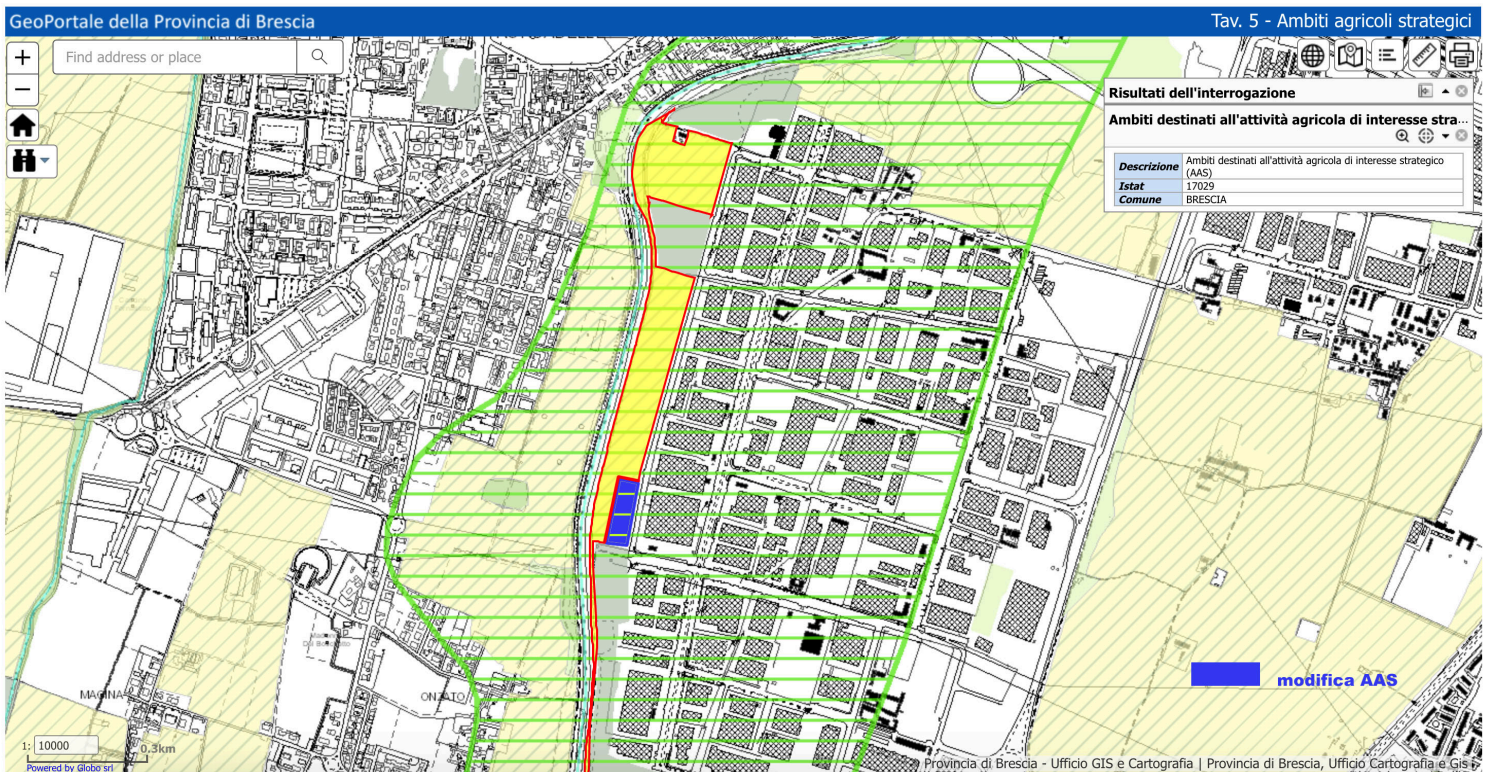 GeoPortale della Provincia di Brescia
Tav. 5 - Ambiti agricoli strategici
+
Find address or place
−
Risultati dell'interrogazione
Ambiti destinati all'attività agricola di interesse stra...
Descrizione Ambiti destinati all'attività agricola di interesse strategico (AAS)
Istat 17029
Comune BRESCIA
modifica AAS
MACINA
ONZATO
1: 10000
0.3km
Powered by Globo srl
Provincia di Brescia - Ufficio GIS e Cartografia | Provincia di Brescia, Ufficio Cartografia e Gis